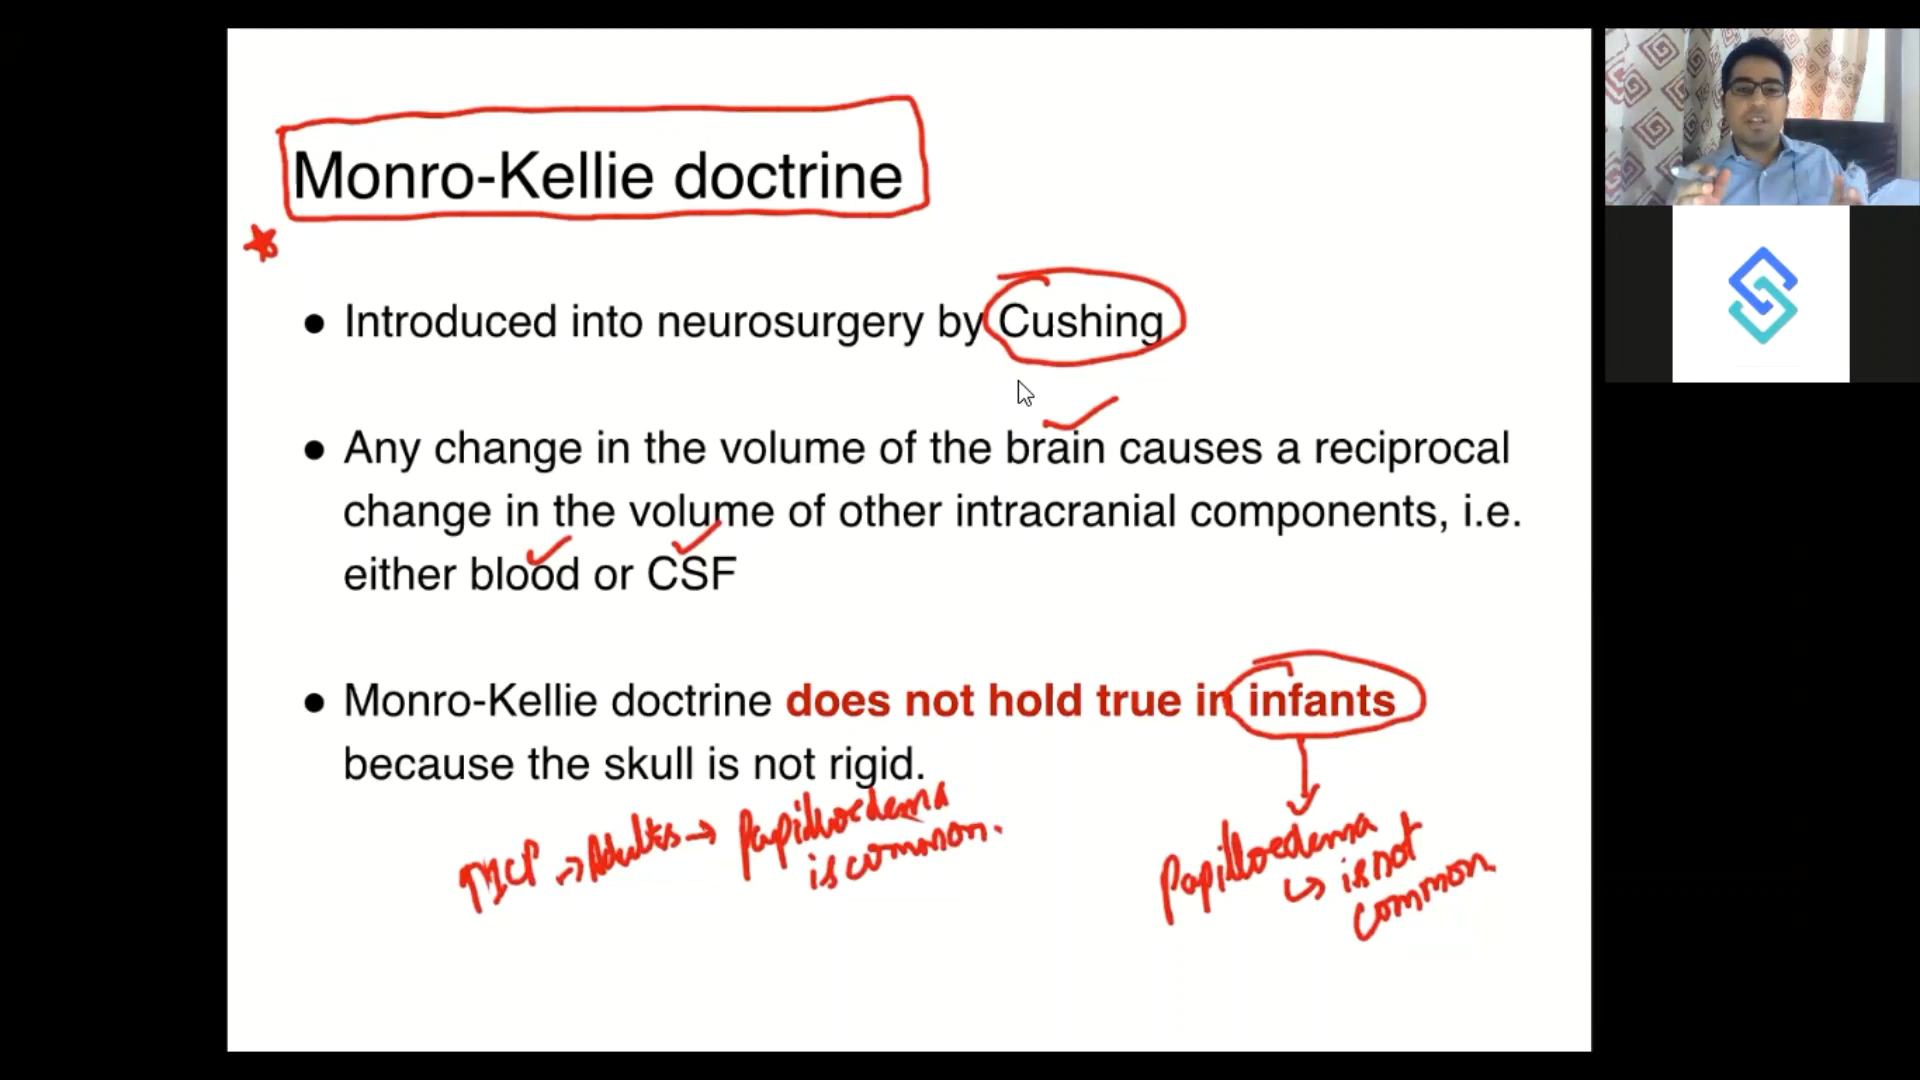 Monro-Kellie doctrine
● Introduced into neurosurgery by Cushing
● Any change in the volume of the brain causes a reciprocal
change in the volume of other intracranial components, i.e.
either blood or CSF
● Monro-Kellie doctrine does not hold true in infants
because the skull is not rigid.
↑ICP → Adults → Papilloedema
is common.
Papilloedema
↳ is not
common